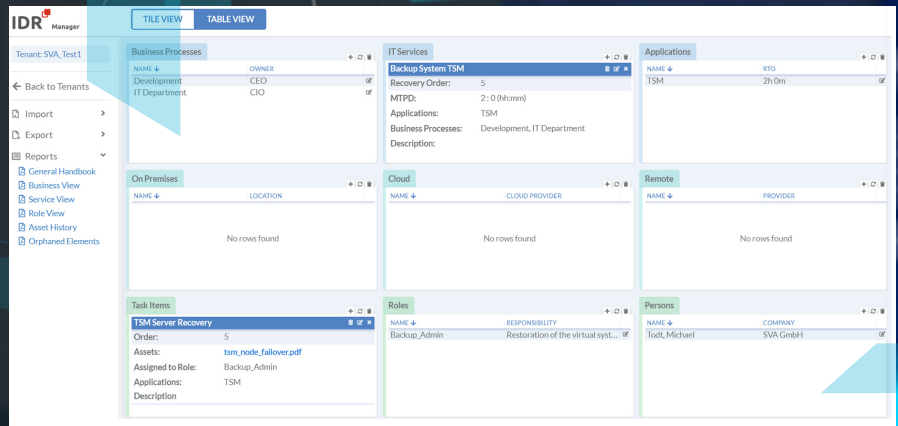 IDR Manager
TILE VIEW TABLE VIEW
Tenant: SVA_Test1
Back to Tenants
Import
Export
Reports
General Handbook
Business View
Service View
Role View
Asset History
Orphaned Elements
Business Processes
NAME OWNER
Development CEO
IT Department CIO
IT Services
Backup System TSM
Recovery Order: 5
MTPD: 2 : 0 (hh:mm)
Applications: TSM
Business Processes: Development, IT Department
Description:
Applications
NAME RTO
TSM 2h 0m
On Premises
NAME LOCATION
No rows found
Cloud
NAME CLOUD PROVIDER
No rows found
Remote
NAME PROVIDER
No rows found
Task Items
TSM Server Recovery
Order: 5
Assets: tsm_node_failover.pdf
Assigned to Role: Backup_Admin
Applications: TSM
Description
Roles
NAME RESPONSIBILITY
Backup_Admin Restoration of the virtual syst...
Persons
NAME COMPANY
Todt, Michael SVA GmbH